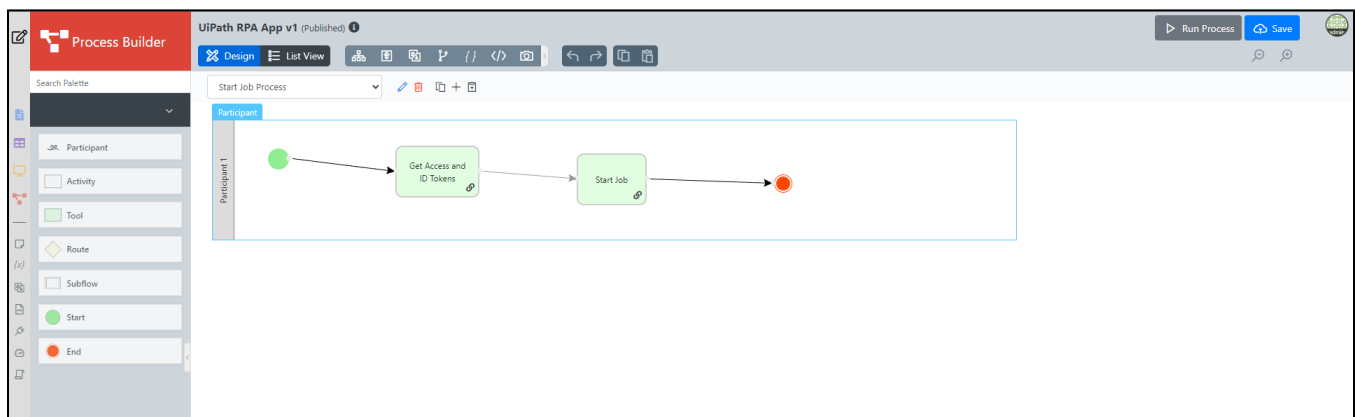 UiPath RPA App v1 (Published)
Process Builder
Run Process
Save
admin
Design
List View
Search Palette
Start Job Process
Participant
Participant
Activity
Tool
Route
Subflow
Start
End
Participant 1
Get Access and
ID Tokens
Start Job